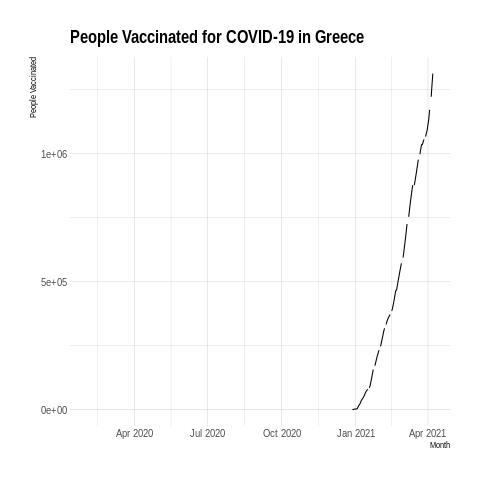 People Vaccinated for COVID-19 in Greece
People Vaccinated
1e+06
5e+05
0e+00
Apr 2020
Jul 2020
Oct 2020
Jan 2021
Apr 2021
Month